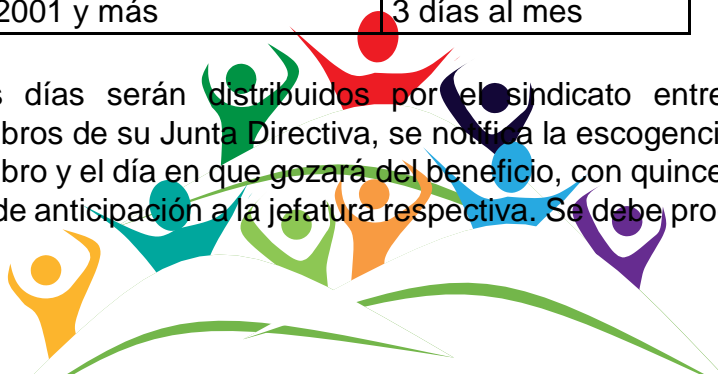 2001 y más 3 días al mes
s días serán distribuidos por el sindicato entre
bros de su Junta Directiva, se notifica la escogenci
bro y el día en que gozará del beneficio, con quince
de anticipación a la jefatura respectiva. Se debe pro